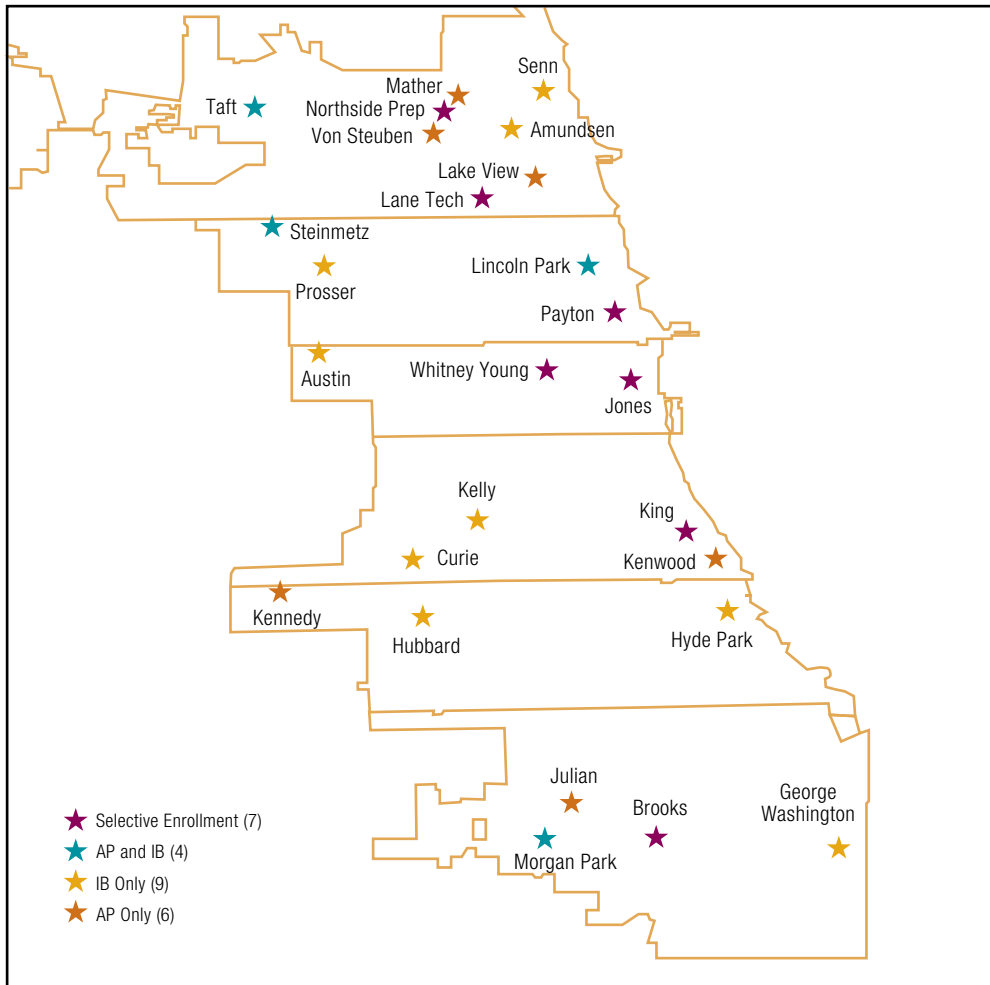 Senn
Mather
Taft
Northside Prep
Von Steuben
Amundsen
Lake View
Lane Tech
Steinmetz
Lincoln Park
Prosser
Payton
Whitney Young
Austin
Jones
Kelly
King
Curie
Kenwood
Kennedy
Hubbard
Hyde Park
Julian
Brooks
George
Washington
Morgan Park
Selective Enrollment (7)
AP and IB (4)
IB Only (9)
AP Only (6)